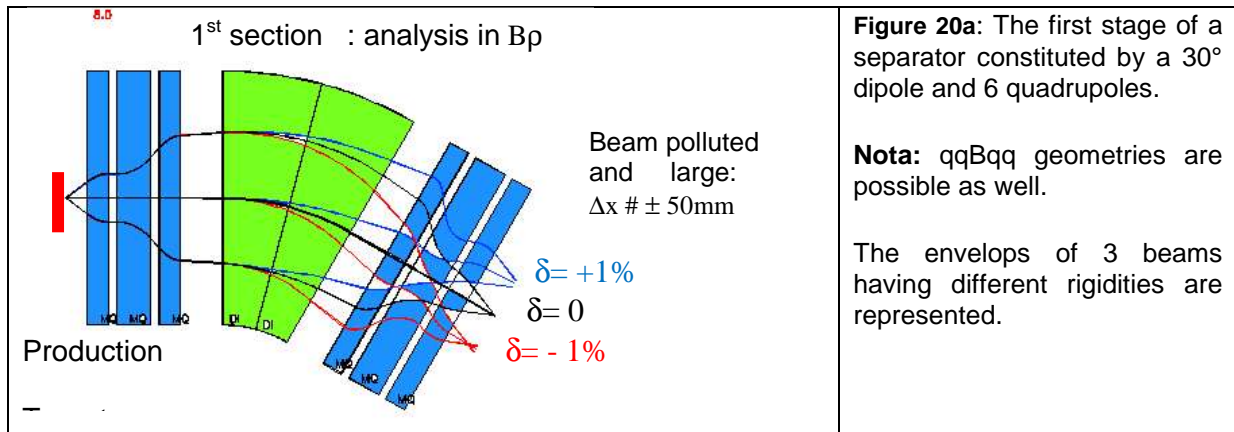 8.0
1st section : analysis in Bρ
Beam polluted
and large:
Δx # ± 50mm
MQ MQ MQ DI DI
MQ
MQ
MQ
δ= +1%
δ= 0
δ= - 1%
Production
Figure 20a: The first stage of a
separator constituted by a 30°
dipole and 6 quadrupoles.
Nota: qqBqq geometries are
possible as well.
The envelops of 3 beams
having different rigidities are
represented.